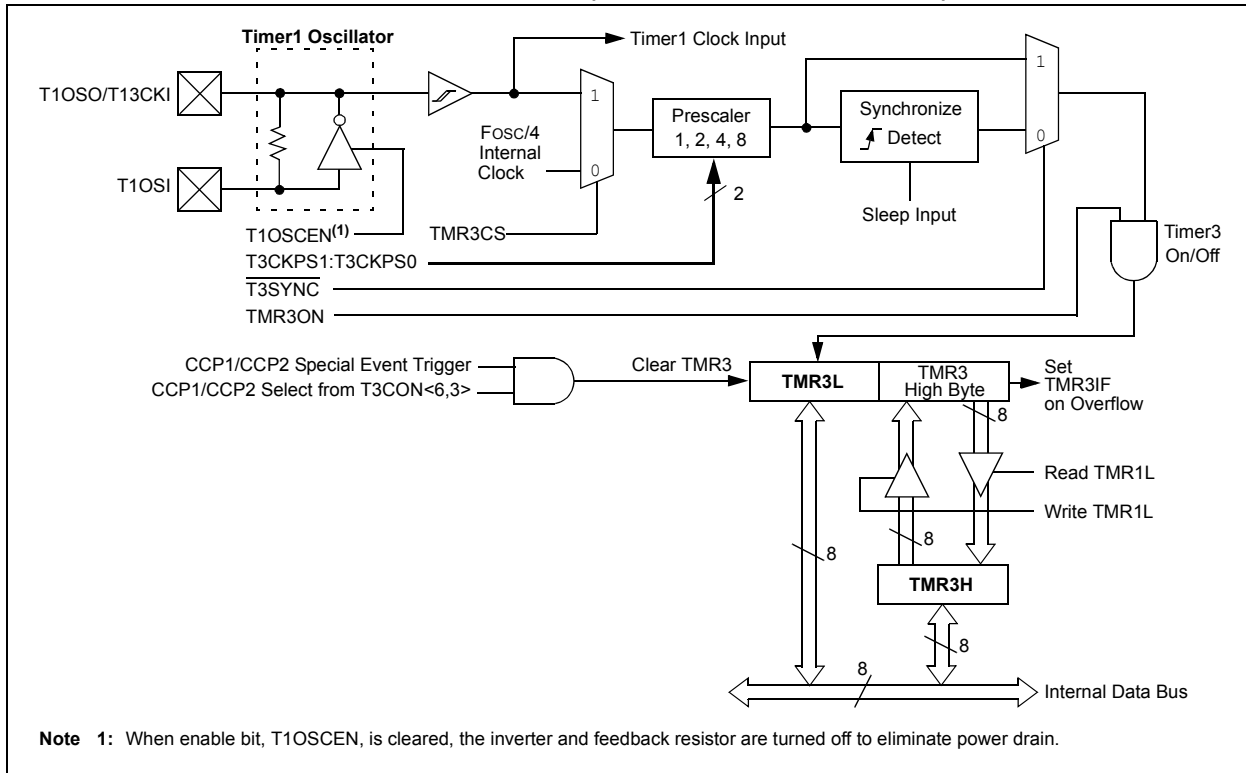 Timer1 Oscillator
Timer1 Clock Input
T1OSO/T13CKI
T1OSI
1
0
FOSC/4
Internal
Clock
Prescaler
1, 2, 4, 8
2
Synchronize
Detect
Sleep Input
1
0
T1OSCEN(1)
TMR3CS
T3CKPS1:T3CKPS0
T3SYNC
TMR3ON
Timer3
On/Off
CCP1/CCP2 Special Event Trigger
CCP1/CCP2 Select from T3CON<6,3>
Clear TMR3
TMR3L
TMR3
High Byte
Set
TMR3IF
on Overflow
8
Read TMR1L
Write TMR1L
8
8
TMR3H
8
8
Internal Data Bus
Note 1: When enable bit, T1OSCEN, is cleared, the inverter and feedback resistor are turned off to eliminate power drain.